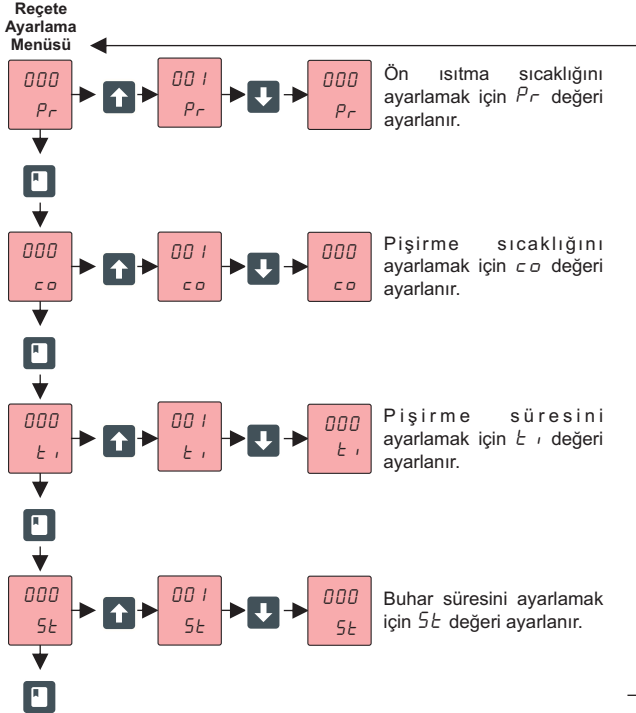 Reçete
Ayarlama
Menüsü
000
Pr
001
Pr
000
Pr
Ön ısıtma sıcaklığını
ayarlamak için Pr değeri
ayarlanır.
000
co
001
co
000
co
Pişirme sıcaklığını
ayarlamak için co değeri
ayarlanır.
000
ti
001
ti
000
ti
Pişirme süresini
ayarlamak için ti değeri
ayarlanır.
000
St
001
St
000
St
Buhar süresini ayarlamak
için St değeri ayarlanır.